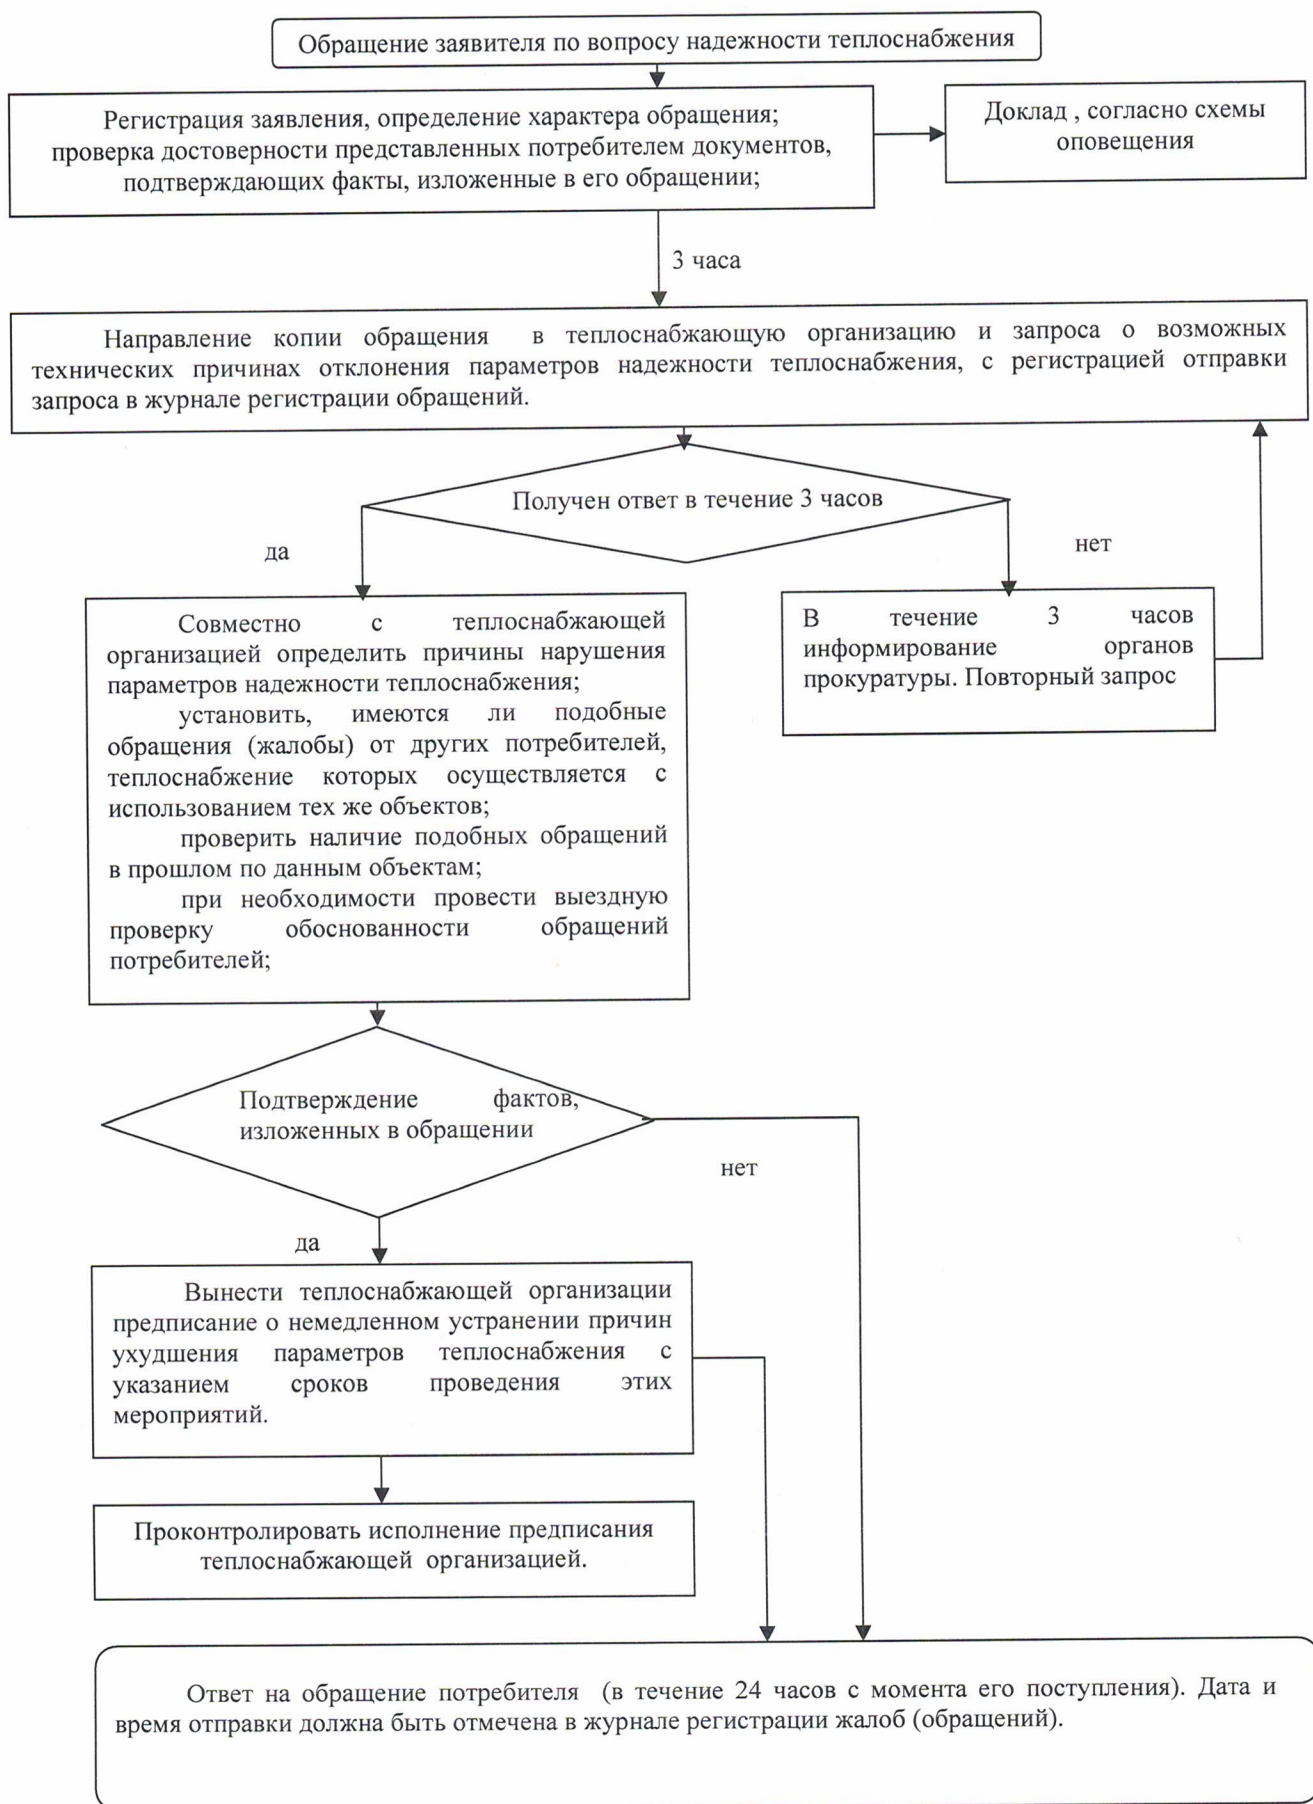 Обращение заявителя по вопросу надежности теплоснабжения
Регистрация заявления, определение характера обращения;
проверка достоверности представленных потребителем документов,
подтверждающих факты, изложенные в его обращении;
Доклад , согласно схемы
оповещения
3 часа
Направление копии обращения в теплоснабжающую организацию и запроса о возможных
технических причинах отклонения параметров надежности теплоснабжения, с регистрацией отправки
запроса в журнале регистрации обращений.
Получен ответ в течение 3 часов
да
нет
Совместно с теплоснабжающей
организацией определить причины нарушения
параметров надежности теплоснабжения;
установить, имеются ли подобные
обращения (жалобы) от других потребителей,
теплоснабжение которых осуществляется с
использованием тех же объектов;
проверить наличие подобных обращений
в прошлом по данным объектам;
при необходимости провести выездную
проверку обоснованности обращений
потребителей;
В течение 3 часов
информирование органов
прокуратуры. Повторный запрос
Подтверждение фактов,
изложенных в обращении
нет
да
Вынести теплоснабжающей организации
предписание о немедленном устранении причин
ухудшения параметров теплоснабжения с
указанием сроков проведения этих
мероприятий.
Проконтролировать исполнение предписания
теплоснабжающей организацией.
Ответ на обращение потребителя (в течение 24 часов с момента его поступления). Дата и
время отправки должна быть отмечена в журнале регистрации жалоб (обращений).